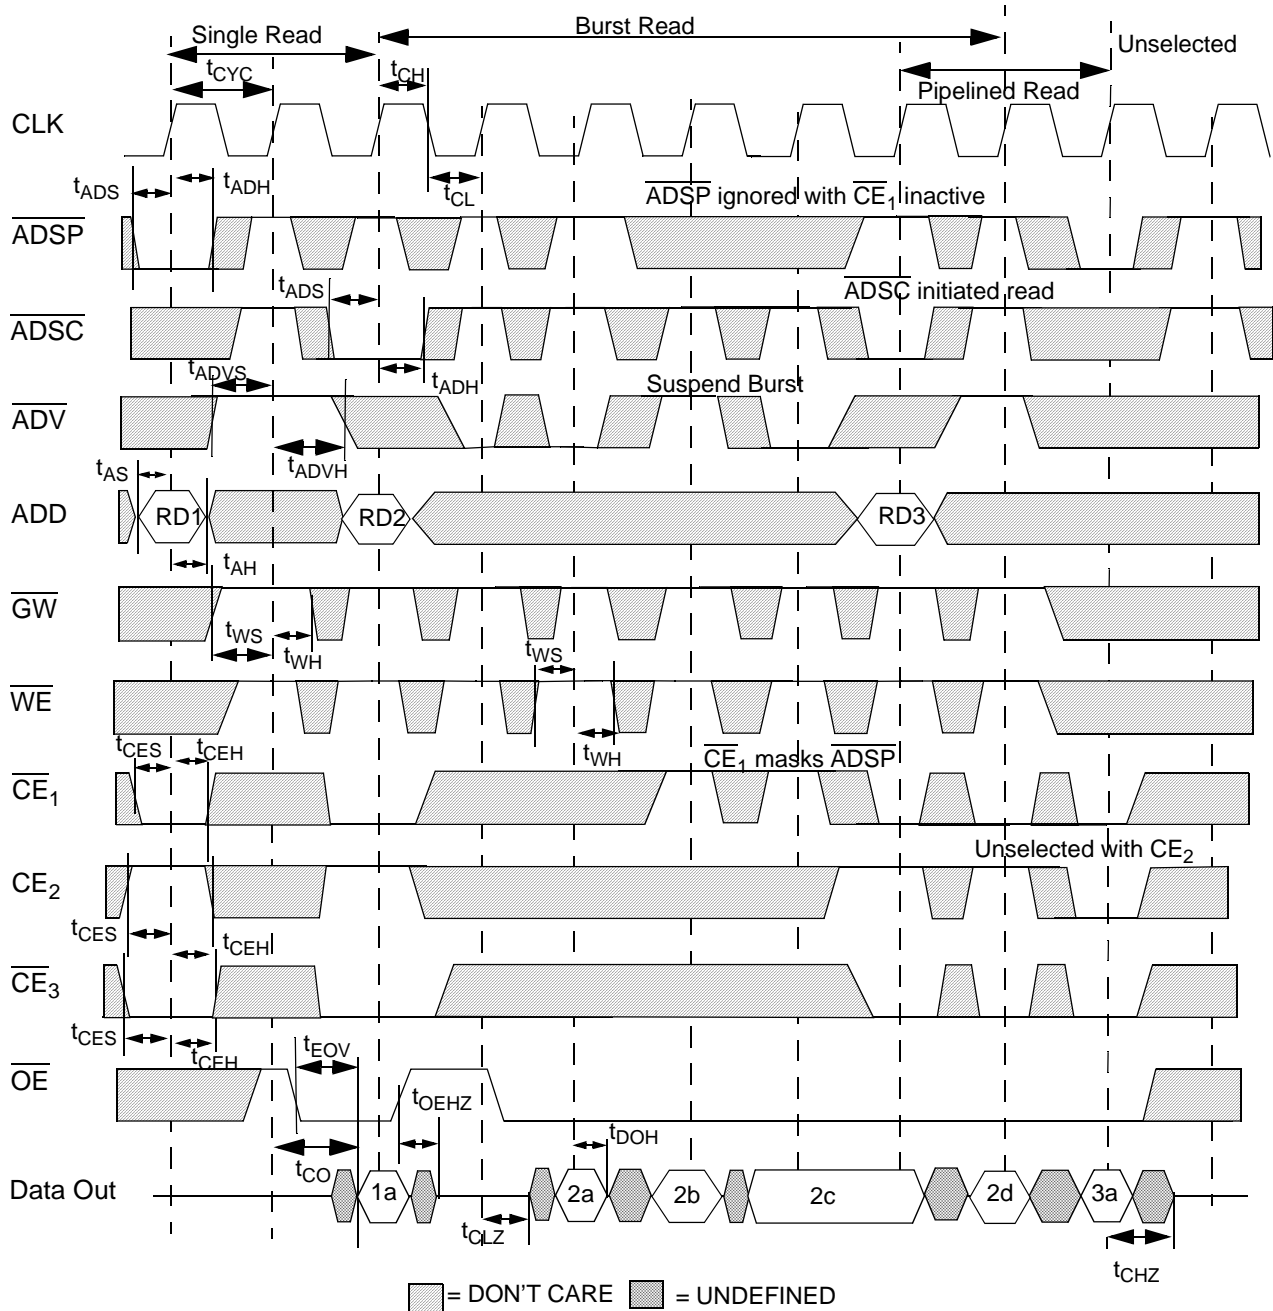 Single Read
Burst Read
Unselected
tCYC
tCH
Pipelined Read
CLK
tADS
tADH
tCL
ADSP ignored with CE1 inactive
ADSP
tADS
ADSC initiated read
ADSC
tADVS
tADH
Suspend Burst
ADV
tADVH
tAS
ADD
RD1
RD2
RD3
tAH
GW
tWS
tWH
tWS
WE
tWH
tCES
tCEH
CE1 masks ADSP
CE1
Unselected with CE2
CE2
tCES
tCEH
CE3
tCES
tCEH
tEOV
OE
tOEHZ
tDOH
tCO
Data Out
1a
2a
2b
2c
2d
3a
tCLZ
tCHZ
= DON'T CARE
= UNDEFINED